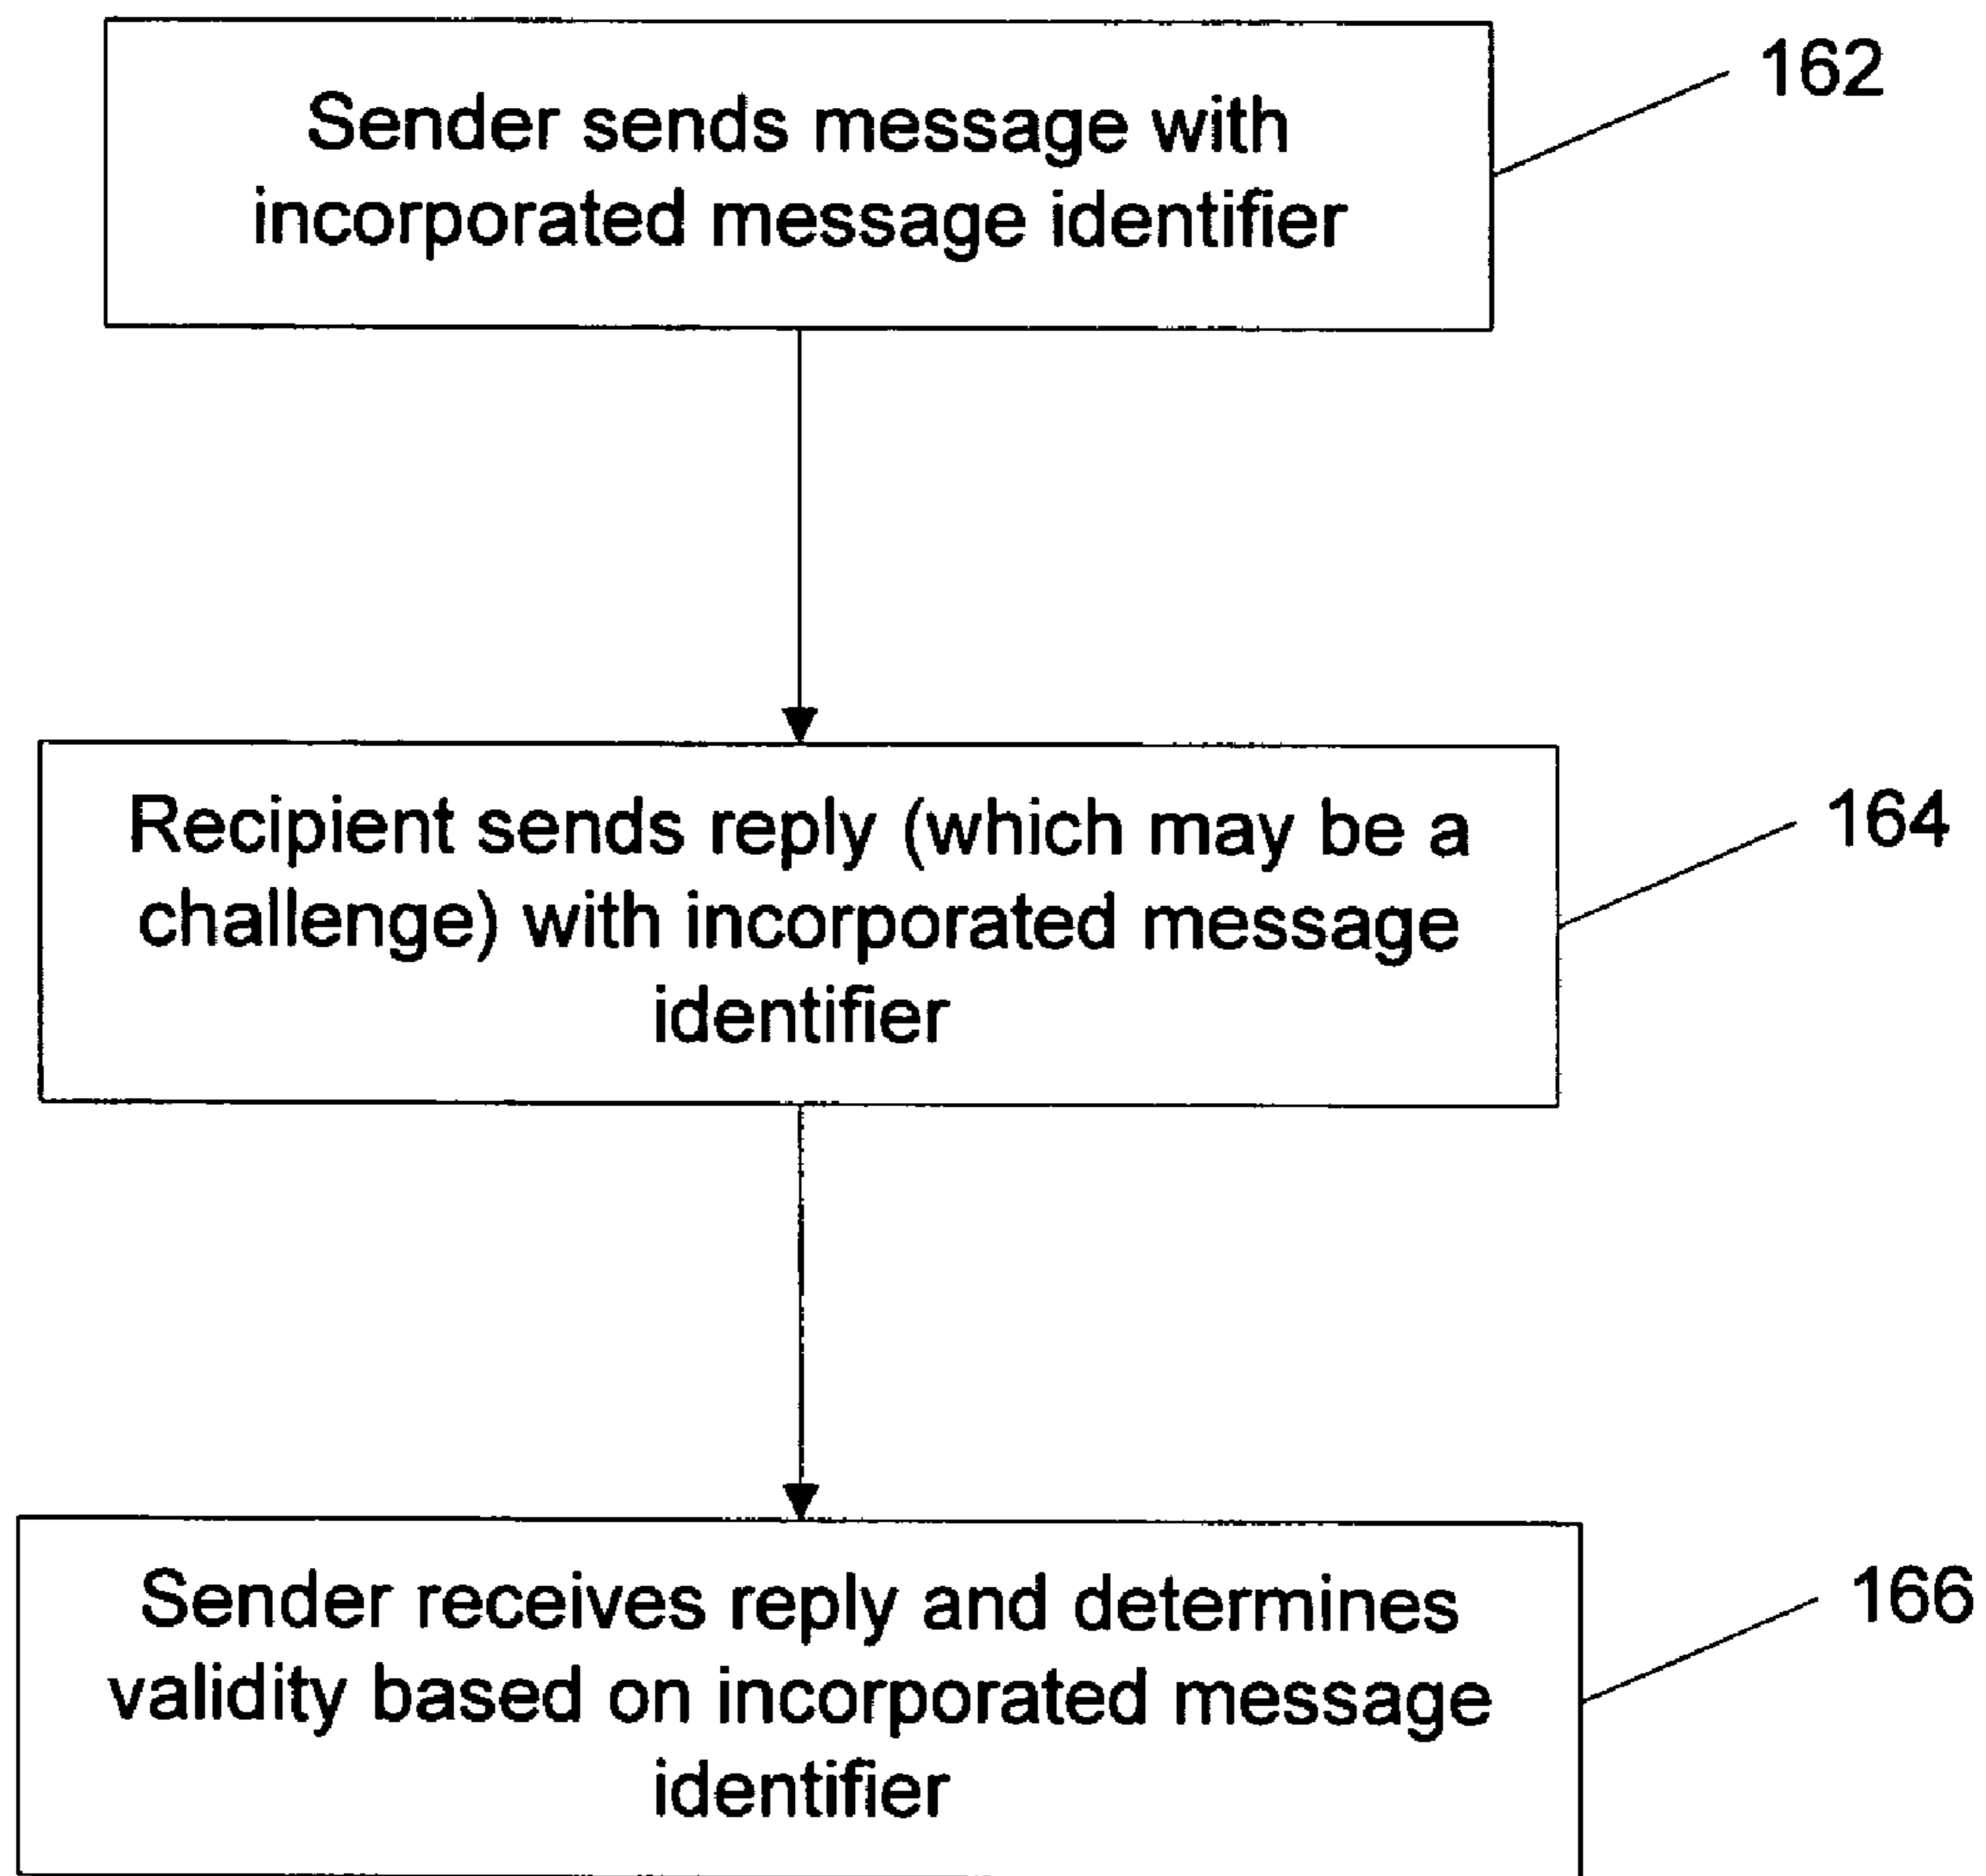 Sender sends message with
incorporated message identifier
162
Recipient sends reply (which may be a
challenge) with incorporated message
identifier
164
Sender receives reply and determines
validity based on incorporated message
identifier
166